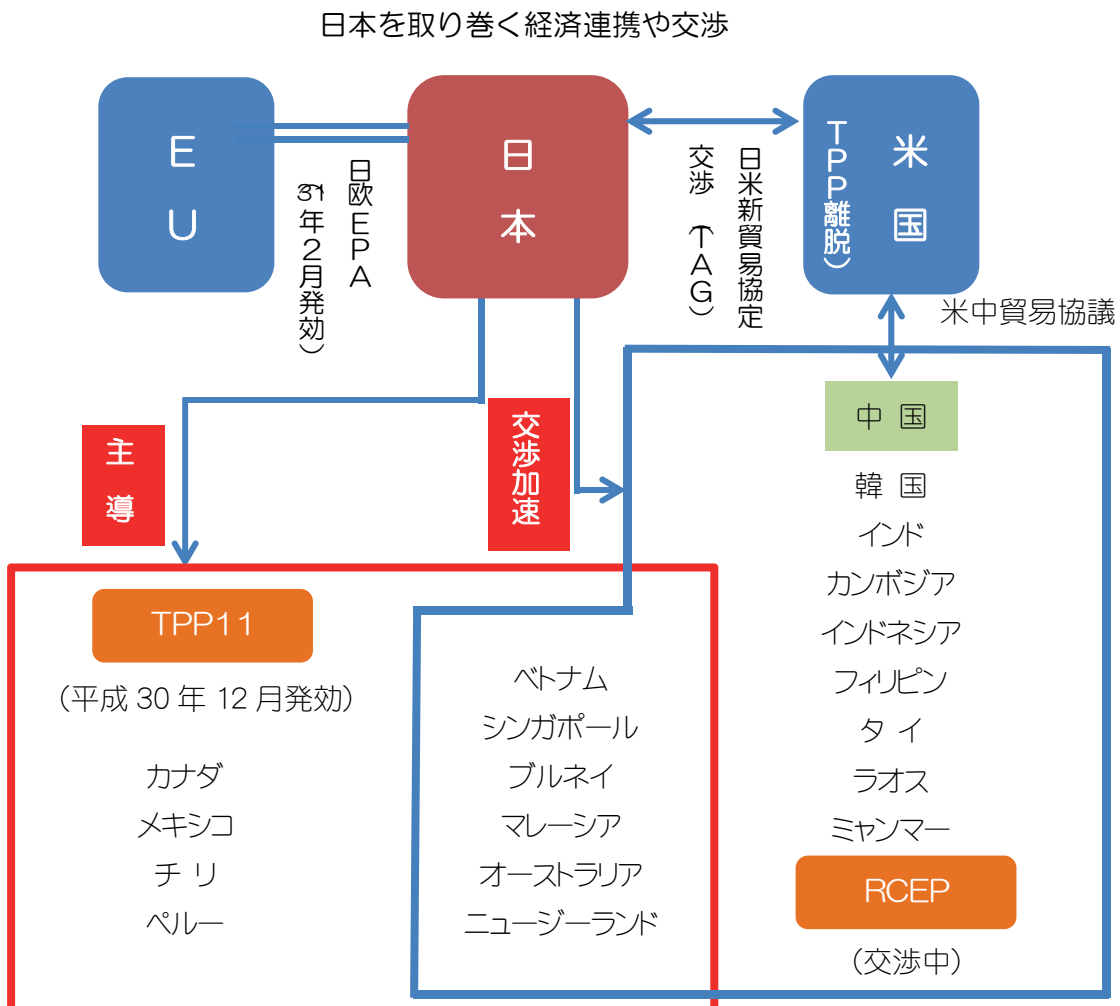 日本を取り巻く経済連携や交渉
EU
日本
米国
TPP離脱）
日欧EPA
31年2月発効）
日米新貿易協定
交渉（TAG）
米中貿易協議
主導
交渉加速
中国
韓国
インド
カンボジア
インドネシア
フィリピン
タイ
ラオス
ミャンマー
RCEP
（交渉中）
TPP11
（平成30年12月発効）
カナダ
メキシコ
チリ
ペルー
ベトナム
シンガポール
ブルネイ
マレーシア
オーストラリア
ニュージーランド